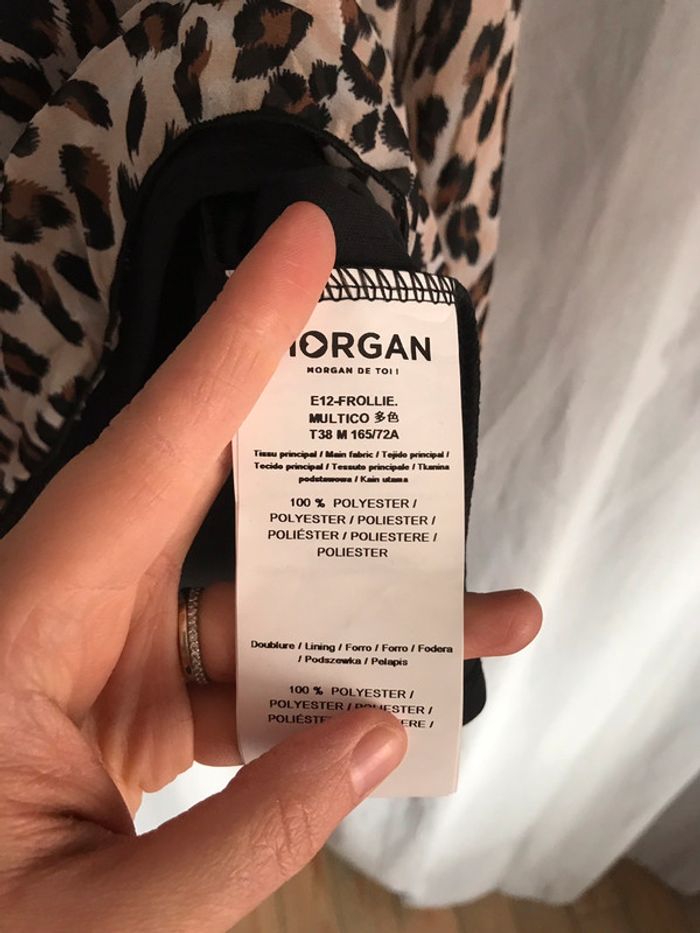 MORGAN
MORGAN DE TOI !
E12-FROLLIE.
MULTICO 多色
T38 M 165/72A
Tissu principal / Main fabric / Tejido principal /
Tecido principal / Tessuto principale / Tkanina
podstawowa / Kain utama
100 % POLYESTER /
POLYESTER / POLIESTER /
POLIÉSTER / POLIESTERE /
POLIESTER
Doublure / Lining / Forro / Forro / Fodera
/ Podszewka / Pelapis
100 % POLYESTER /
POLYESTER / POLIESTER /